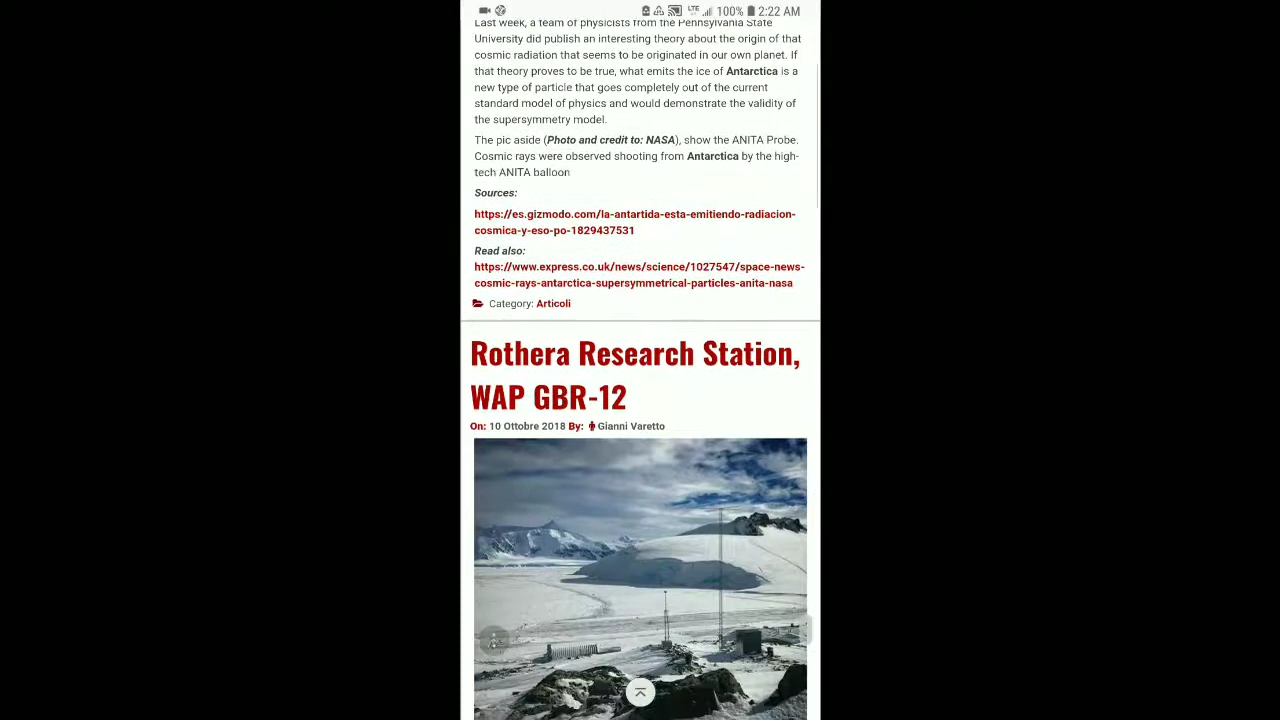 LTE 100% 2:22 AM
Last week, a team of physicists from the Pennsylvania State
University did publish an interesting theory about the origin of that
cosmic radiation that seems to be originated in our own planet. If
that theory proves to be true, what emits the ice of Antarctica is a
new type of particle that goes completely out of the current
standard model of physics and would demonstrate the validity of
the supersymmetry model.
The pic aside (Photo and credit to: NASA), show the ANITA Probe.
Cosmic rays were observed shooting from Antarctica by the high-
tech ANITA balloon
Sources:
https://es.gizmodo.com/la-antartida-esta-emitiendo-radiacion-
cosmica-y-eso-po-1829437531
Read also:
https://www.express.co.uk/news/science/1027547/space-news-
cosmic-rays-antarctica-supersymmetrical-particles-anita-nasa
Category: Articoli
Rothera Research Station,
WAP GBR-12
On: 10 Ottobre 2018 By: Gianni Varetto